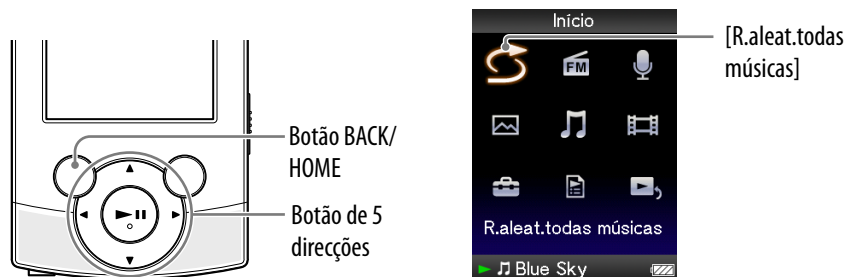 Botão BACK/
HOME
Botão de 5
direcções
Início
FM
R.aleat.todas músicas
Blue Sky
[R.aleat.todas
músicas]